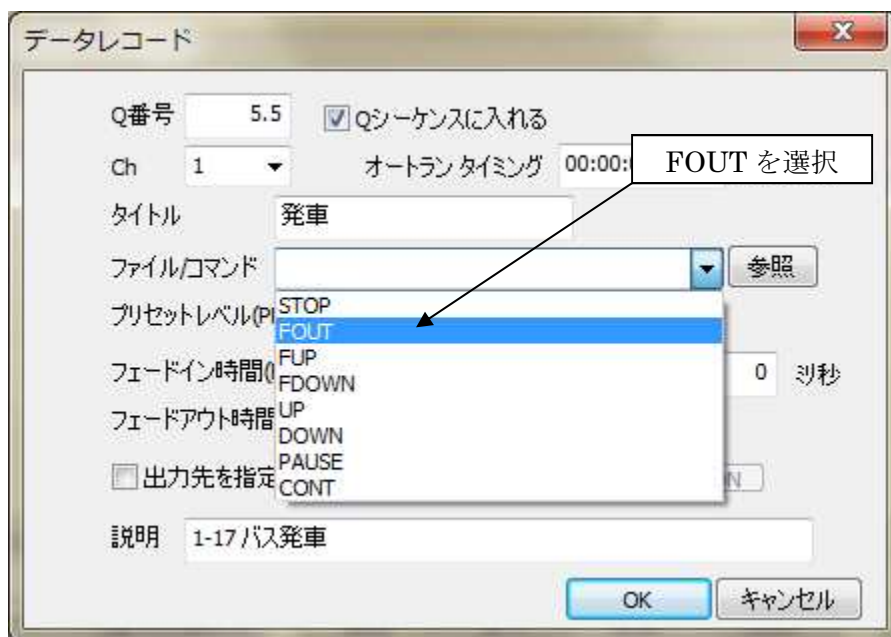 データレコード
Q番号 5.5 Qシーケンスに入れる
Ch 1 オートラン タイミング 00:00:
FOUT を選択
タイトル 発車
ファイル/コマンド 参照
プリセットレベル(P
STOP
FOUT
FUP
FDOWN
UP
DOWN
PAUSE
CONT
フェードイン時間( 0 ミリ秒
フェードアウト時間
出力先を指定 N
説明 1-17 バス発車
OK キャンセル